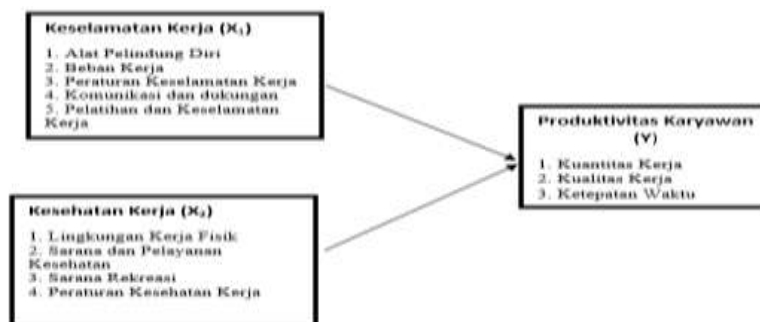 Keselamatan Kerja (X₁)
1. Alat Pelindung Diri
2. Beban Kerja
3. Peraturan Keselamatan Kerja
4. Komunikasi dan dukungan
5. Pelatihan dan Keselamatan
Kerja
Produktivitas Karyawan
(Y)
1. Kuantitas Kerja
2. Kualitas Kerja
3. Ketepatan Waktu
Kesehatan Kerja (X₂)
1. Lingkungan Kerja Fisik
2. Sarana dan Pelayanan
Kesehatan
3. Sarana Rekreasi
4. Peraturan Kesehatan Kerja